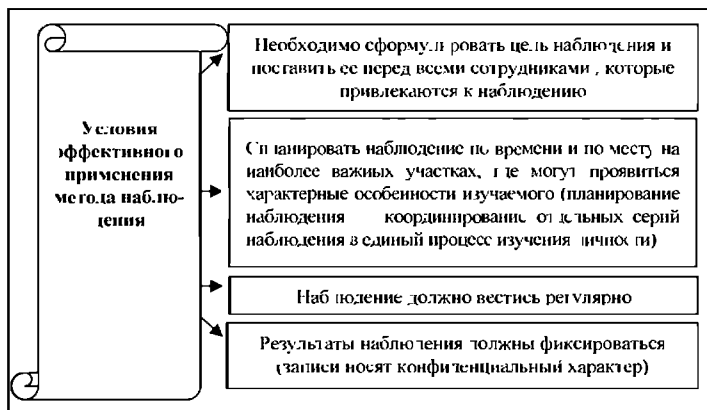 Условия
эффективного
применения
метода наблю-
дения
Необходимо сформулировать цель наблюдения и
поставить ее перед всеми сотрудниками , которые
привлекаются к наблюдению
Спланировать наблюдение по времени и по месту на
наиболее важных участках, где могут проявиться
характерные особенности изучаемого (планирование
наблюдения координирование отдельных серий
наблюдения в единый процесс изучения личности)
Наблюдение должно вестись регулярно
Результаты наблюдения должны фиксироваться
(записи носят конфиденциальный характер)